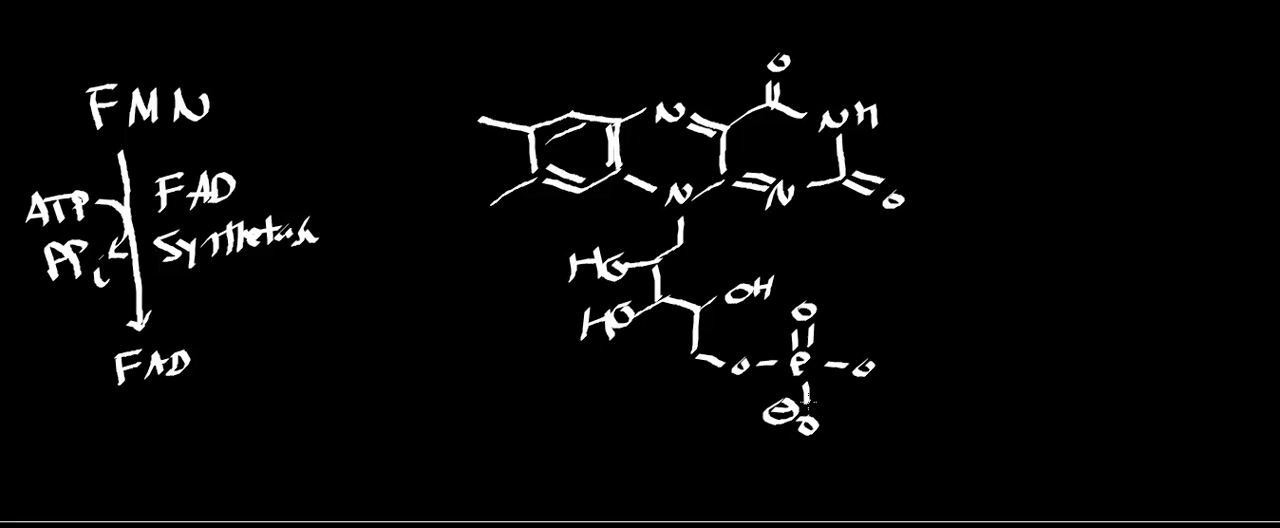 FMN
ATP
FAD
PPi
Synthetase
FAD
O
N
NH
N
N
O
HO
OH
HO
O
O
P
O
⊖O